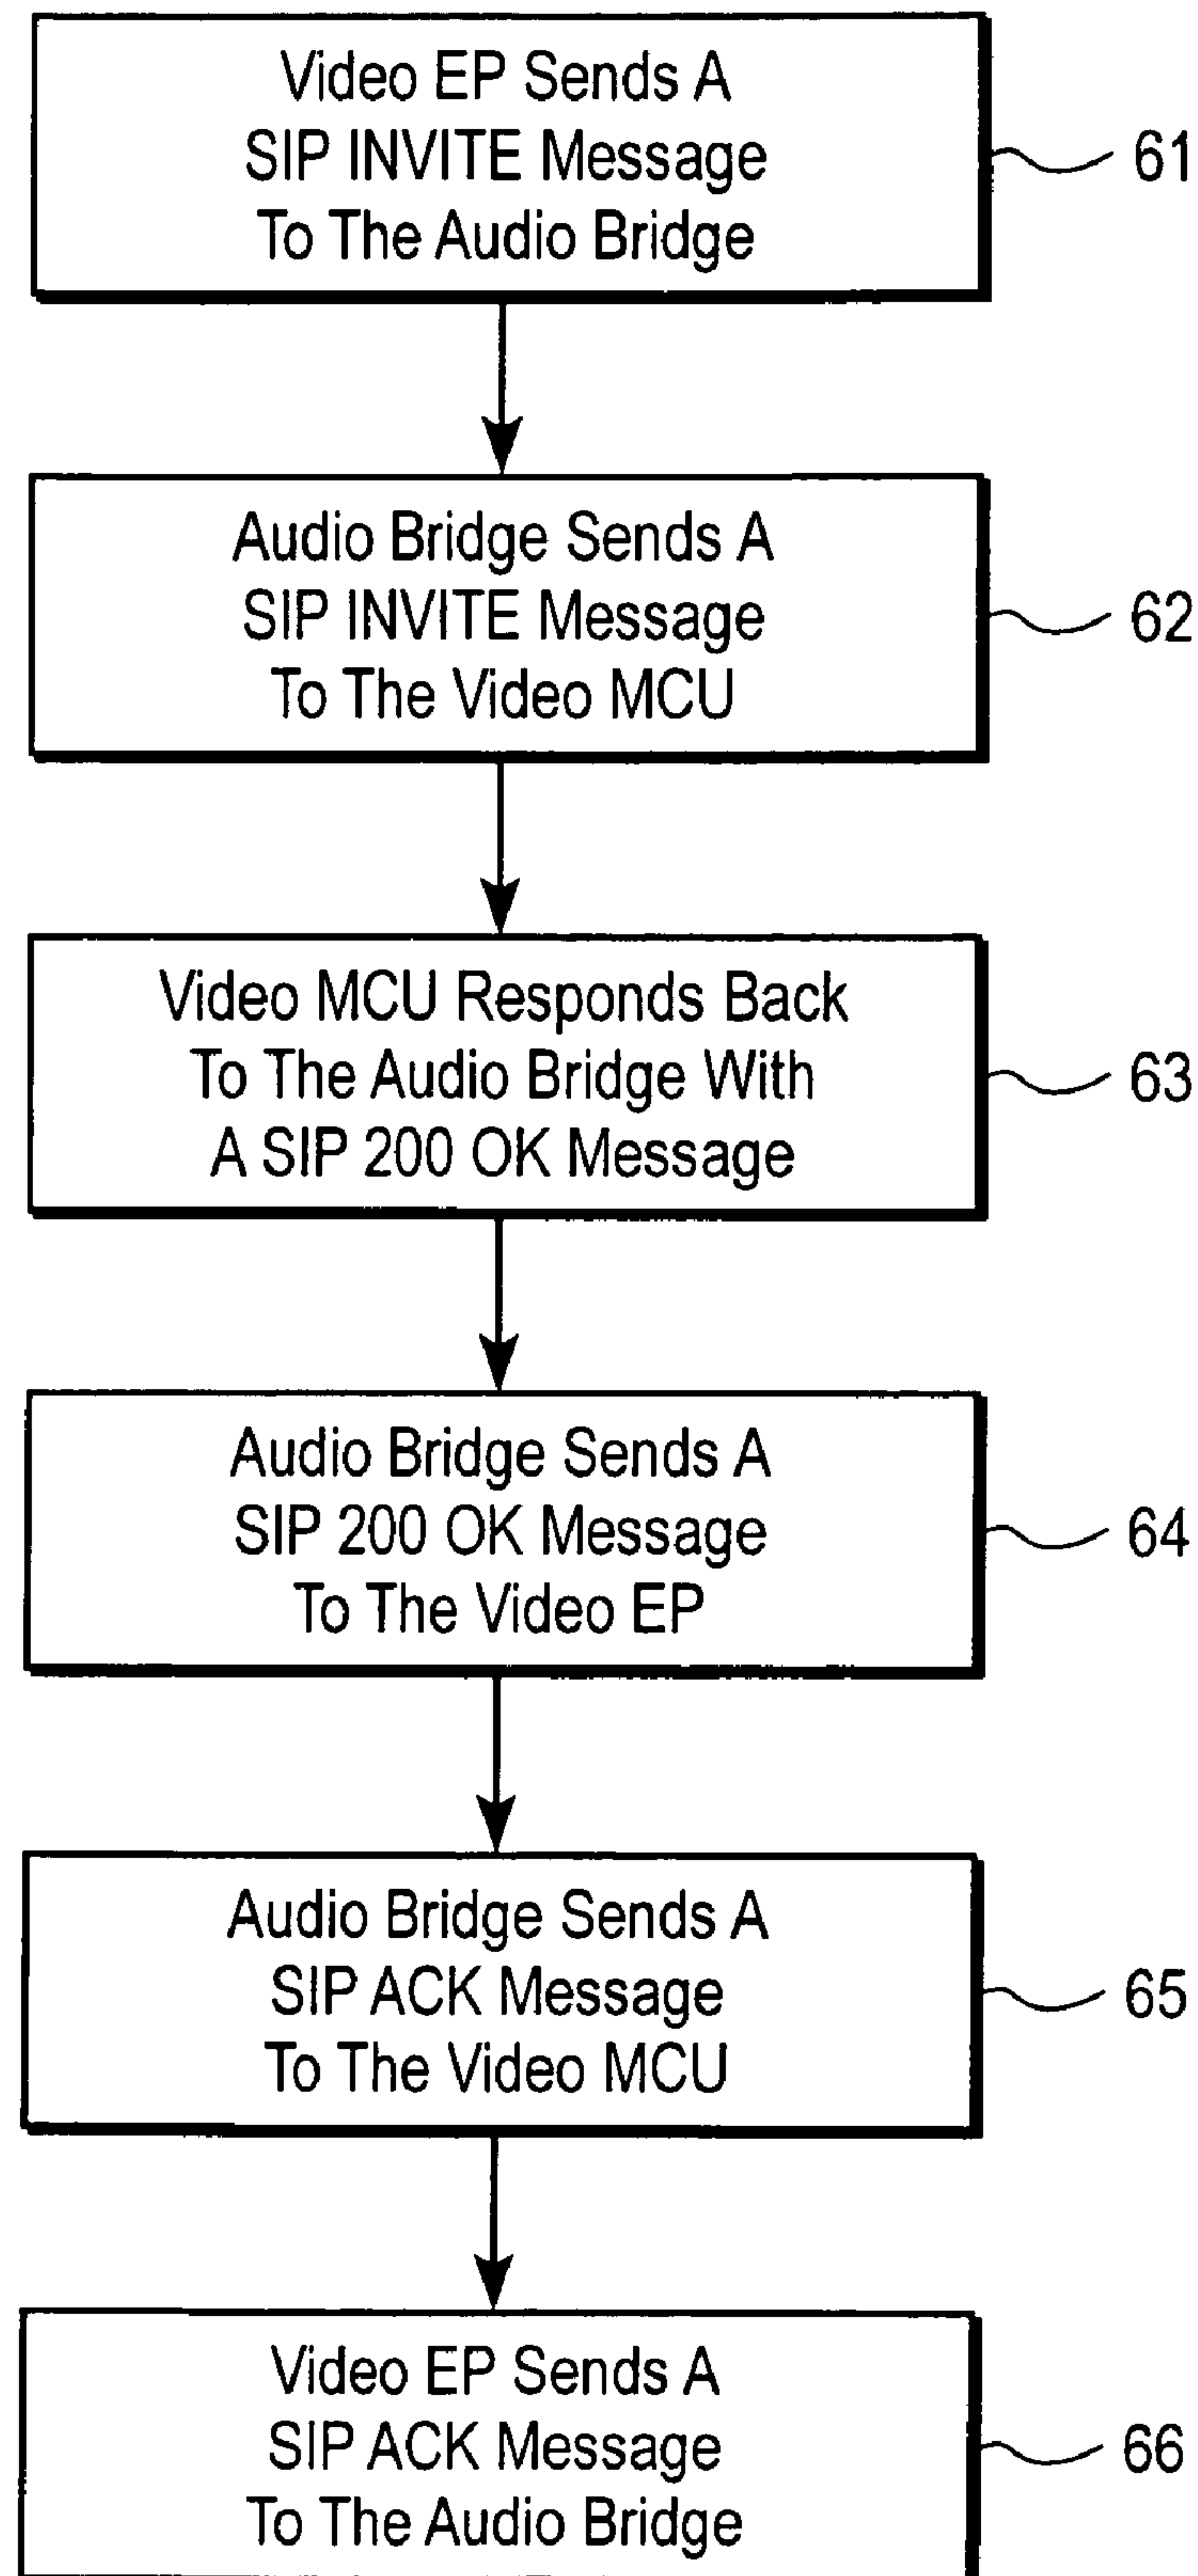 Video EP Sends A
SIP INVITE Message
To The Audio Bridge
61
Audio Bridge Sends A
SIP INVITE Message
To The Video MCU
62
Video MCU Responds Back
To The Audio Bridge With
A SIP 200 OK Message
63
Audio Bridge Sends A
SIP 200 OK Message
To The Video EP
64
Audio Bridge Sends A
SIP ACK Message
To The Video MCU
65
Video EP Sends A
SIP ACK Message
To The Audio Bridge
66